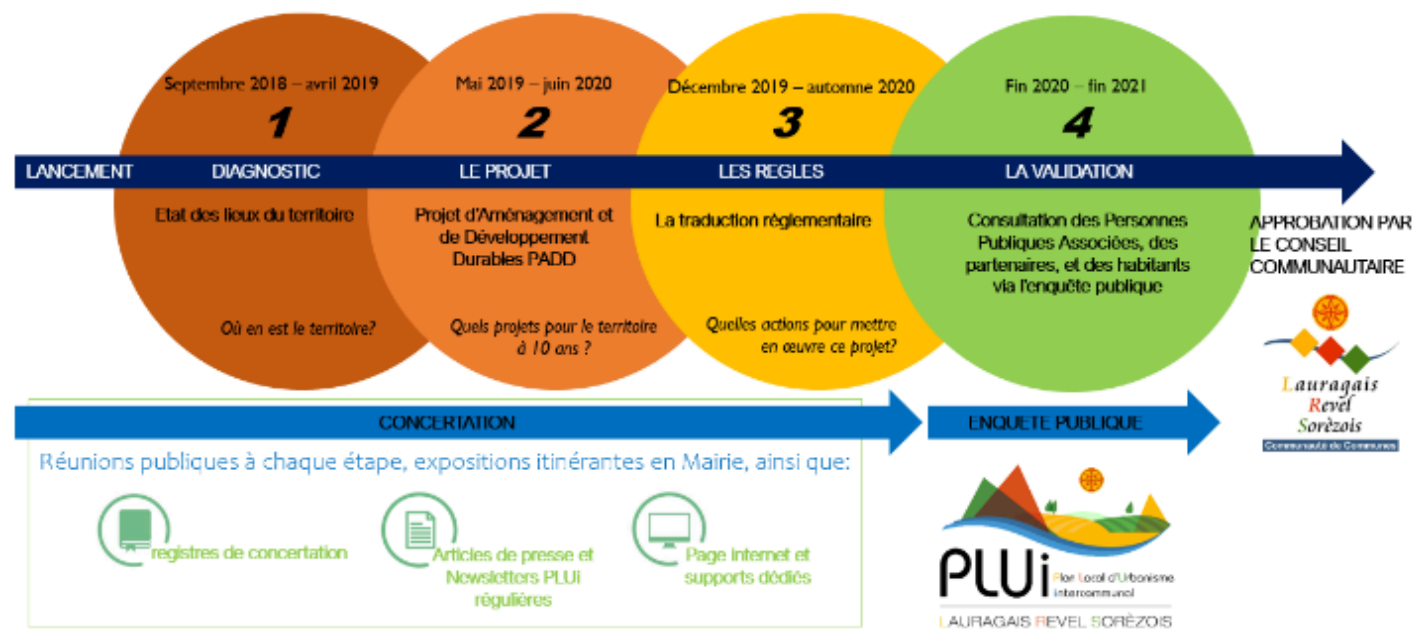 Septembre 2018 – avril 2019
1
Mai 2019 – juin 2020
2
Décembre 2019 – automne 2020
3
Fin 2020 – fin 2021
4
LANCEMENT
DIAGNOSTIC
LE PROJET
LES REGLES
LA VALIDATION
Etat des lieux du territoire
Projet d'Aménagement et
de Développement
Durables PADD
La traduction réglementaire
Consultation des Personnes
Publiques Associées, des
partenaires, et des habitants
via l'enquête publique
APPROBATION PAR
LE CONSEIL
COMMUNAUTAIRE
Où en est le territoire?
Quels projets pour le territoire
à 10 ans ?
Quelles actions pour mettre
en œuvre ce projet?
Lauragais
Revel
Sorèzois
Communauté de Communes
CONCERTATION
ENQUETE PUBLIQUE
Réunions publiques à chaque étape, expositions itinérantes en Mairie, ainsi que:
registres de concertation
Articles de presse et
Newsletters PLUi
régulières
Page Internet et
supports dédiés
PLUi
Plan Local d'Urbanisme
intercommunal
LAURAGAIS REVEL SORÈZOIS